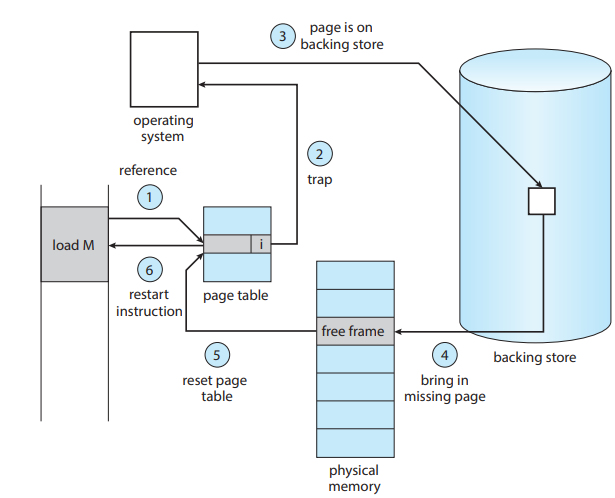 3
page is on
backing store
operating
system
2
trap
reference
1
load M
i
6
restart
instruction
page table
free frame
5
reset page
table
4
bring in
missing page
backing store
physical
memory